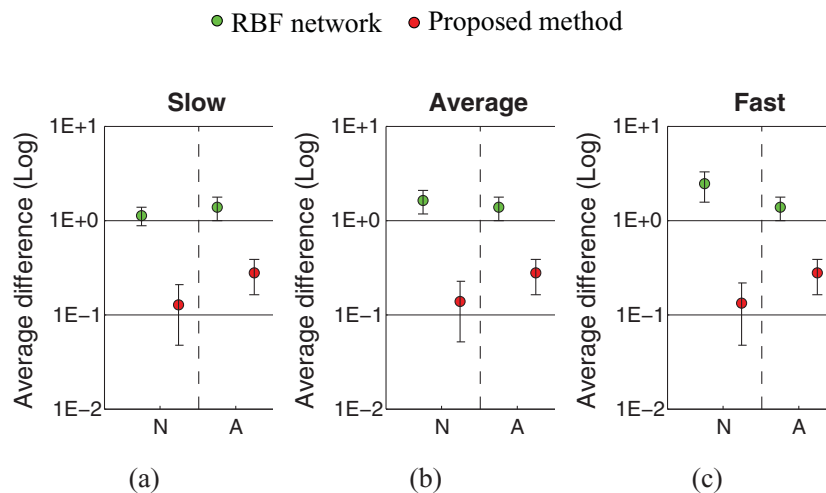 RBF network Proposed method
Slow Average Fast
Average difference (Log) Average difference (Log) Average difference (Log)
1E+1 1E+1 1E+1
1E+0 1E+0 1E+0
1E-1 1E-1 1E-1
1E-2 1E-2 1E-2
N A N A N A
(a) (b) (c)